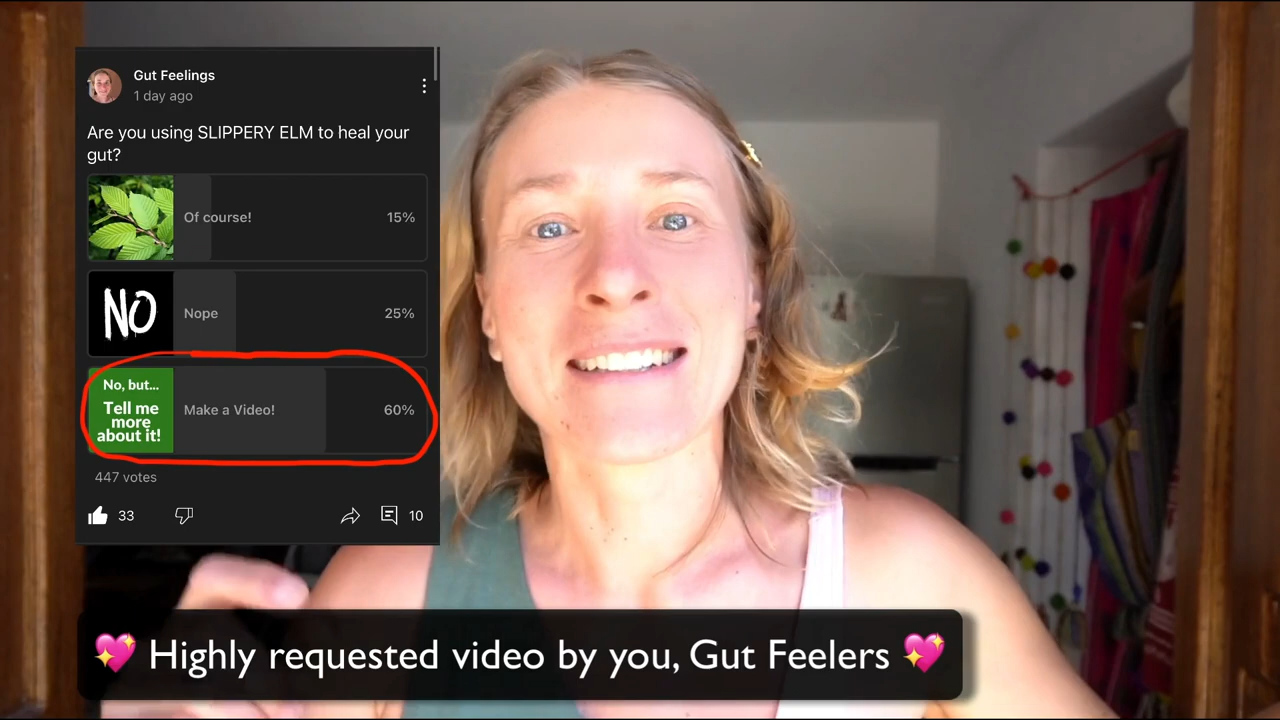 Gut Feelings
1 day ago
Are you using SLIPPERY ELM to heal your
gut?
Of course!
15%
NO
Nope
25%
No, but...
Tell me
more
about it!
Make a Video!
60%
447 votes
33
10
💖 Highly requested video by you, Gut Feelers 💖